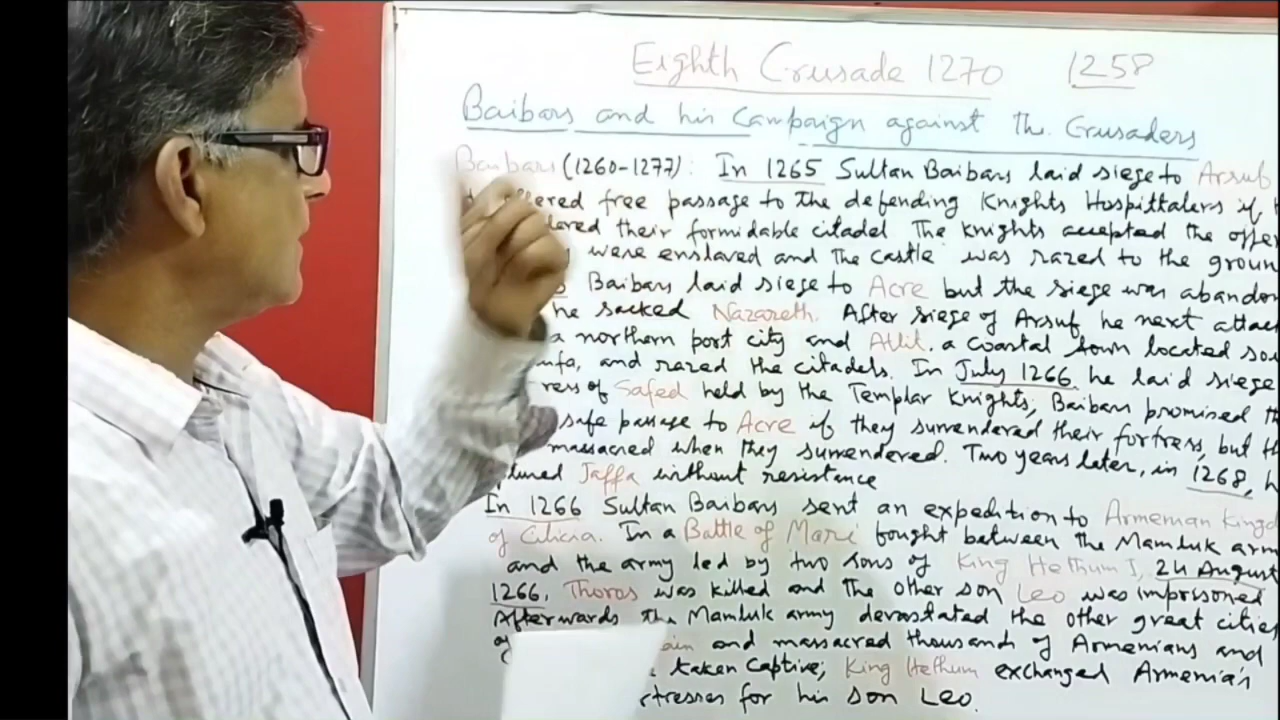 Eighth Crusade 1270 1258
Baibars and his Campaign against the Crusaders
Baibars (1260-1277): In 1265 Sultan Baibars laid siege to Arsuf
offered free passage to the defending Knights Hospittalers if
their formidable citadel The Knights accepted the offer
were enslaved and the castle was razed to the groun
Baibars laid siege to Acre but the siege was abandon
he sacked Nazareth. After siege of Arsuf he next attac
a northern port city and Atlit. a coastal town located sou
and razed the citadels. In July 1266 he laid siege
ress of Safed held by the Templar Knights; Baibars promised th
safe passage to Acre if they surrendered their fortress, but th
massacred when they surrendered. Two years later, in 1268, h
Jaffa without resistance
In 1266 Sultan Baibars sent an expedition to Armenian Kingd
of Cilicia. In a Battle of Mari fought between the Mamluk arm
and the army led by two sons of King Hethum I, 24 August
1266, Thoros was killed and the other son Leo was imprisoned
Afterwards the Mamluk army devastated the other great cities
and massacred thousands of Armenians and
taken captive; King Hethum exchanged Armenia's
tresses for his son Leo.